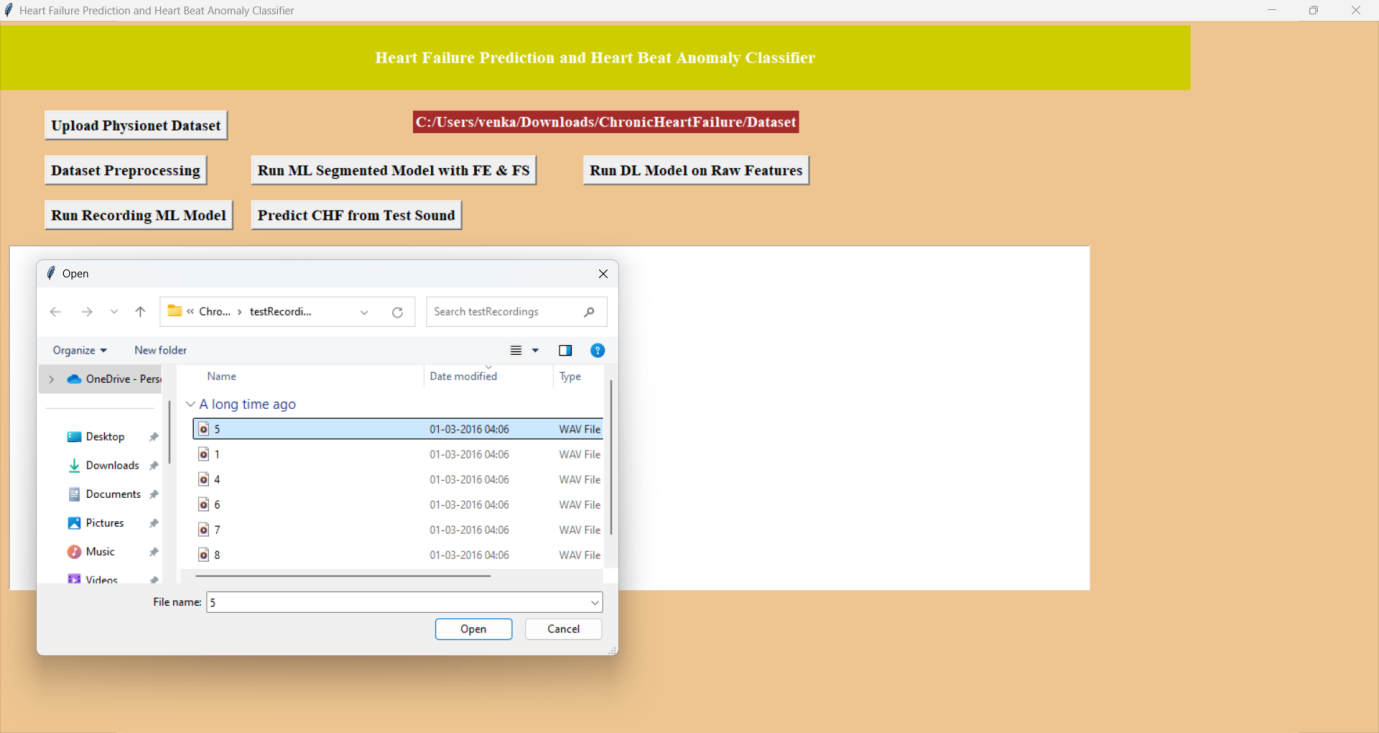 Heart Failure Prediction and Heart Beat Anomaly Classifier
Heart Failure Prediction and Heart Beat Anomaly Classifier
Upload Physionet Dataset
C:/Users/venka/Downloads/ChronicHeartFailure/Dataset
Dataset Preprocessing
Run ML Segmented Model with FE & FS
Run DL Model on Raw Features
Run Recording ML Model
Predict CHF from Test Sound
Open
« Chro... › testRecordi...
Search testRecordings
Organize
New folder
OneDrive - Pers
Desktop
Downloads
Documents
Pictures
Music
Videos
Name Date modified Type
A long time ago
5 01-03-2016 04:06 WAV File
1 01-03-2016 04:06 WAV File
4 01-03-2016 04:06 WAV File
6 01-03-2016 04:06 WAV File
7 01-03-2016 04:06 WAV File
8 01-03-2016 04:06 WAV File
File name: 5
Open
Cancel